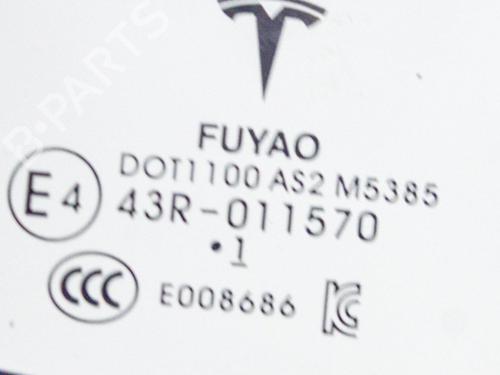 B-PARTS
FUYAO
DOT1100 AS2 M5385
E4 43R-011570
•1
CCC E008686 KC